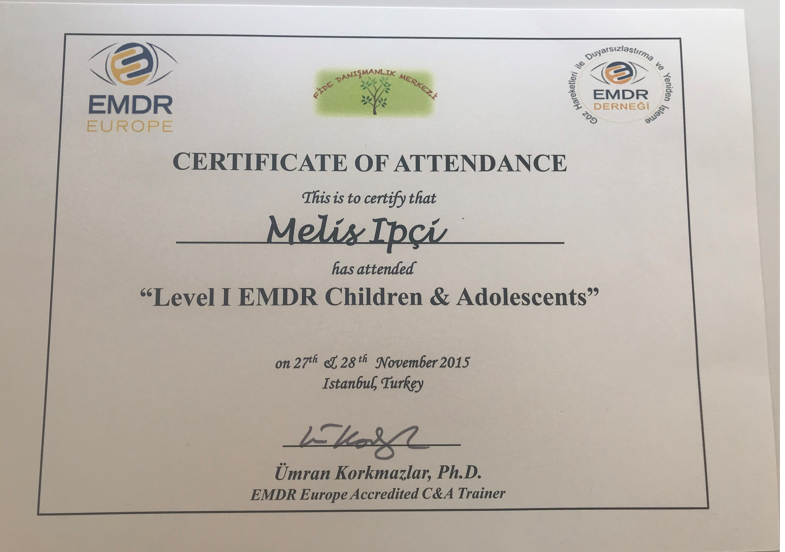 EMDR
EUROPE
FİDE DANIŞMANLIK MERKEZİ
Göz Hareketleri ile Duyarsızlaştırma ve Yeniden İşleme
EMDR
DERNEĞİ
CERTIFICATE OF ATTENDANCE
This is to certify that
Melis Ipçi
has attended
“Level I EMDR Children & Adolescents”
on 27th & 28th November 2015
Istanbul, Turkey
Ümran Korkmazlar, Ph.D.
EMDR Europe Accredited C&A Trainer